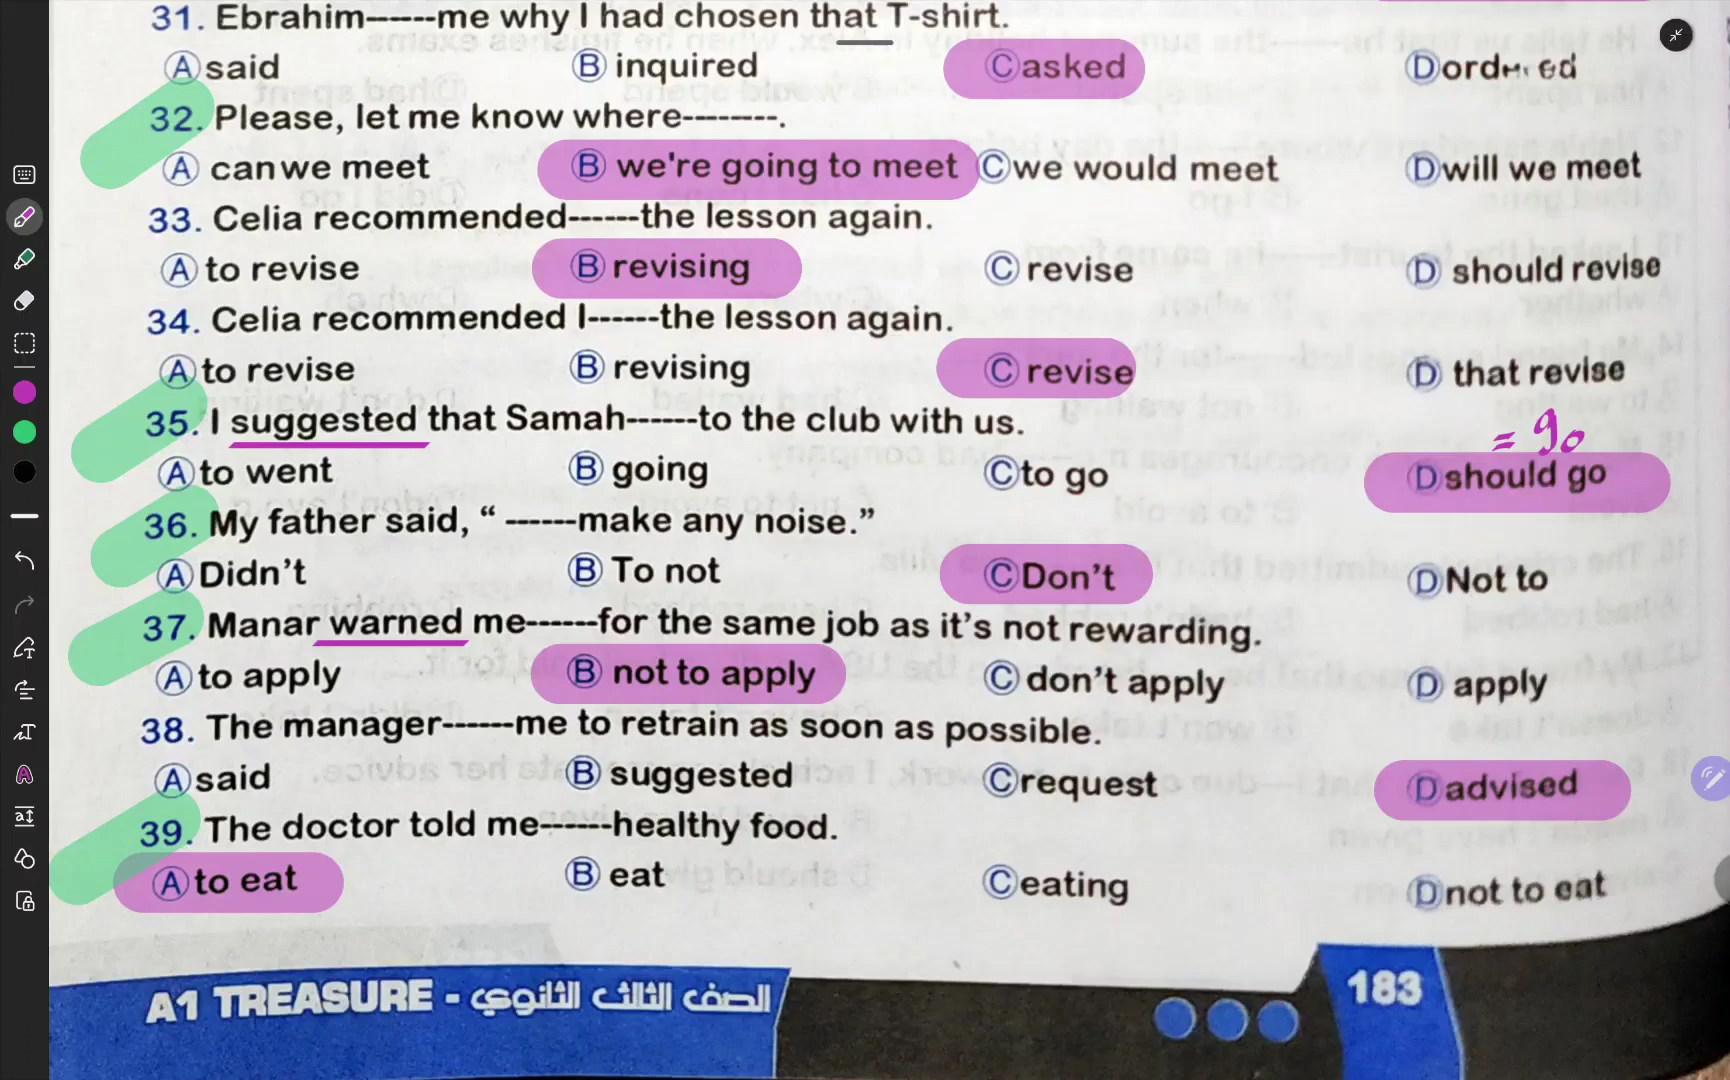 31. Ebrahim------me why I had chosen that T-shirt.
A said B inquired C asked D ordered
32. Please, let me know where--------.
A can we meet B we're going to meet C we would meet D will we meet
33. Celia recommended------the lesson again.
A to revise B revising C revise D should revise
34. Celia recommended I------the lesson again.
A to revise B revising C revise D that revise
35. I suggested that Samah------to the club with us.
= go
A to went B going C to go D should go
36. My father said, “ ------make any noise.”
A Didn’t B To not C Don’t D Not to
37. Manar warned me------for the same job as it’s not rewarding.
A to apply B not to apply C don’t apply D apply
38. The manager------me to retrain as soon as possible.
A said B suggested C request D advised
39. The doctor told me------healthy food.
A to eat B eat C eating D not to eat
A1 TREASURE - الصف الثالث الثانوي
183